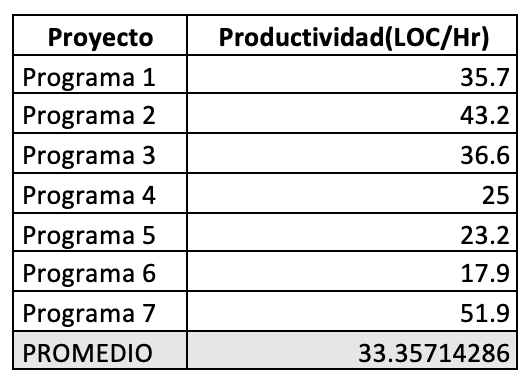 Proyecto Productividad(LOC/Hr)
Programa 1 35.7
Programa 2 43.2
Programa 3 36.6
Programa 4 25
Programa 5 23.2
Programa 6 17.9
Programa 7 51.9
PROMEDIO 33.35714286